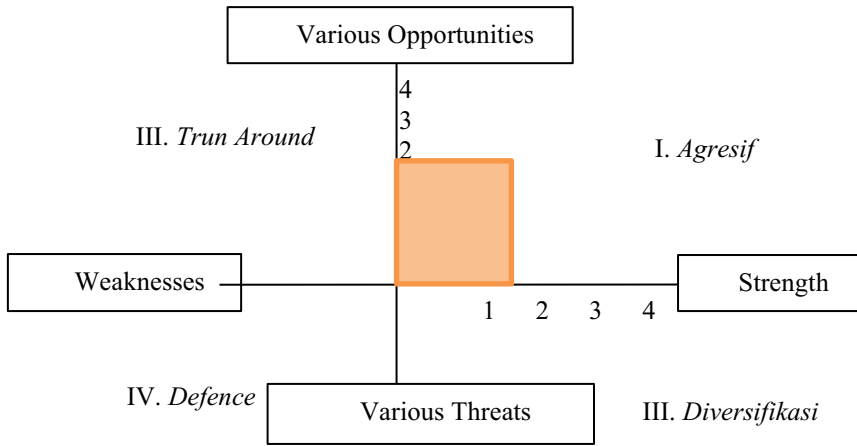 Various Opportunities
4
3
2
III. Trun Around
I. Agresif
Weaknesses
Strength
1 2 3 4
IV. Defence
Various Threats
III. Diversifikasi